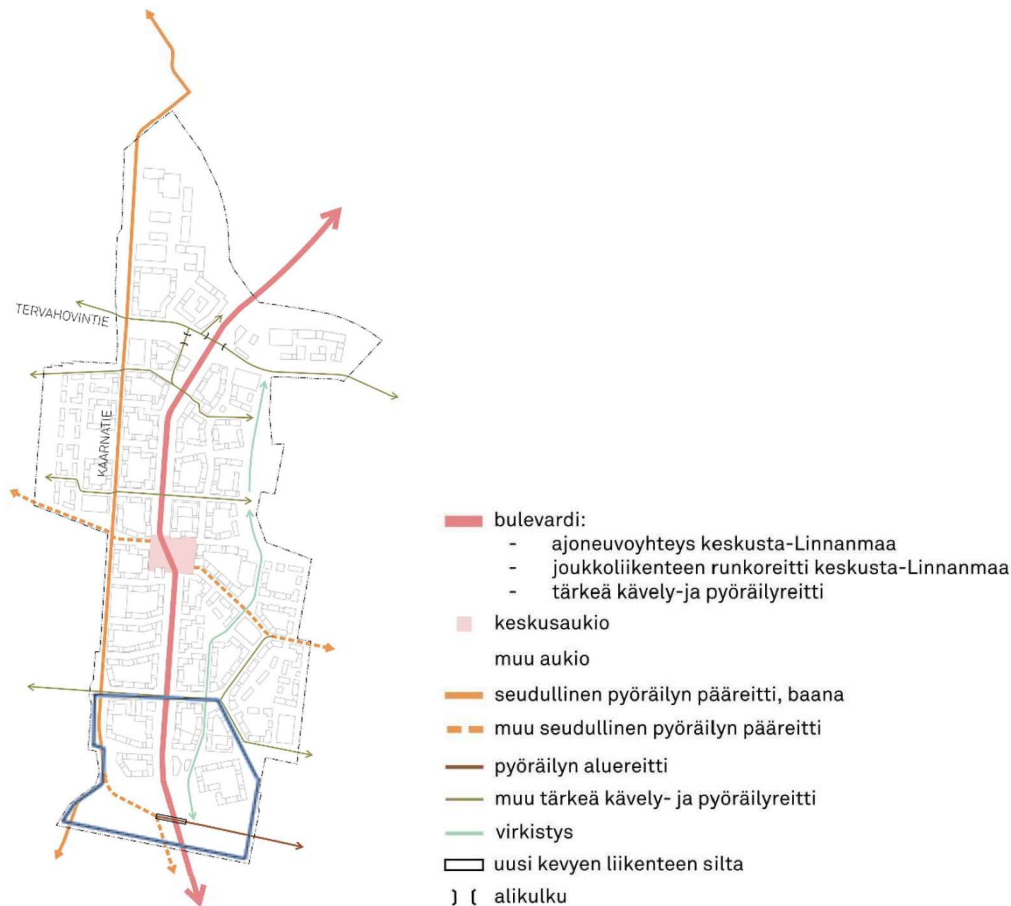 TERVAHOVINTIE
KAARNATIE
bulevardi:
- ajoneuvoyhteys keskusta-Linnanmaa
- joukkoliikenteen runkoreitti keskusta-Linnanmaa
- tärkeä kävely-ja pyöräilyreitti
keskusaukio
muu aukio
seudullinen pyöräilyn pääreitti, baana
muu seudullinen pyöräilyn pääreitti
pyöräilyn aluereitti
muu tärkeä kävely- ja pyöräilyreitti
virkistys
uusi kevyen liikenteen silta
alikulku